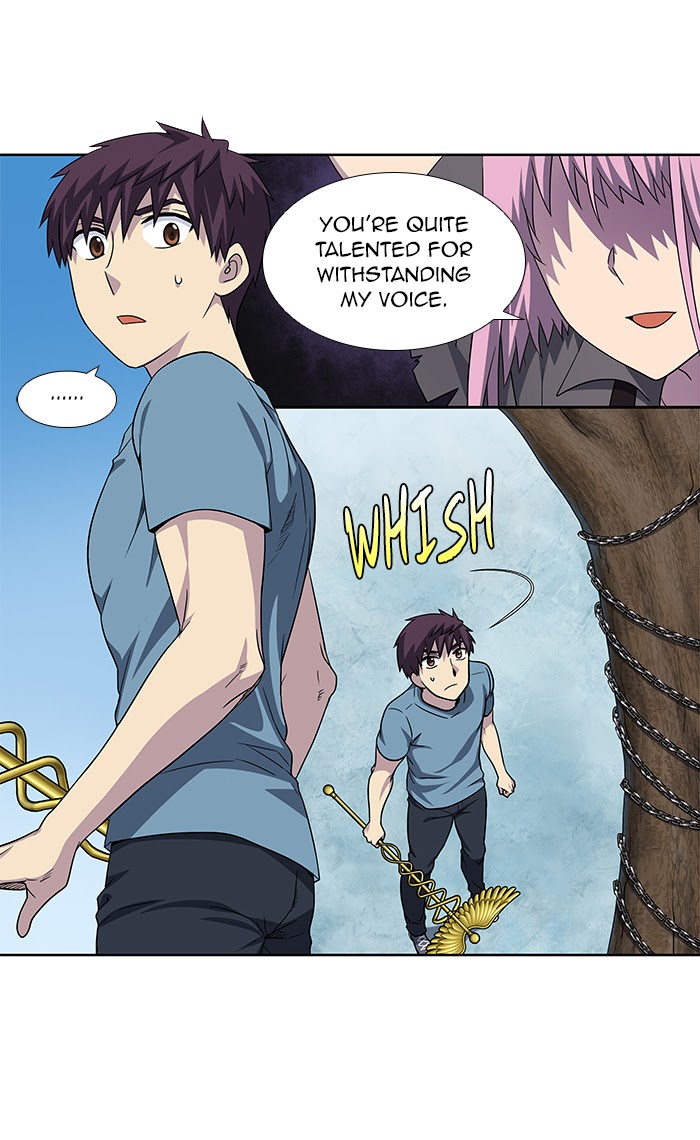 YOU'RE QUITE
TALENTED FOR
WITHSTANDING
MY VOICE.
......
WHISH